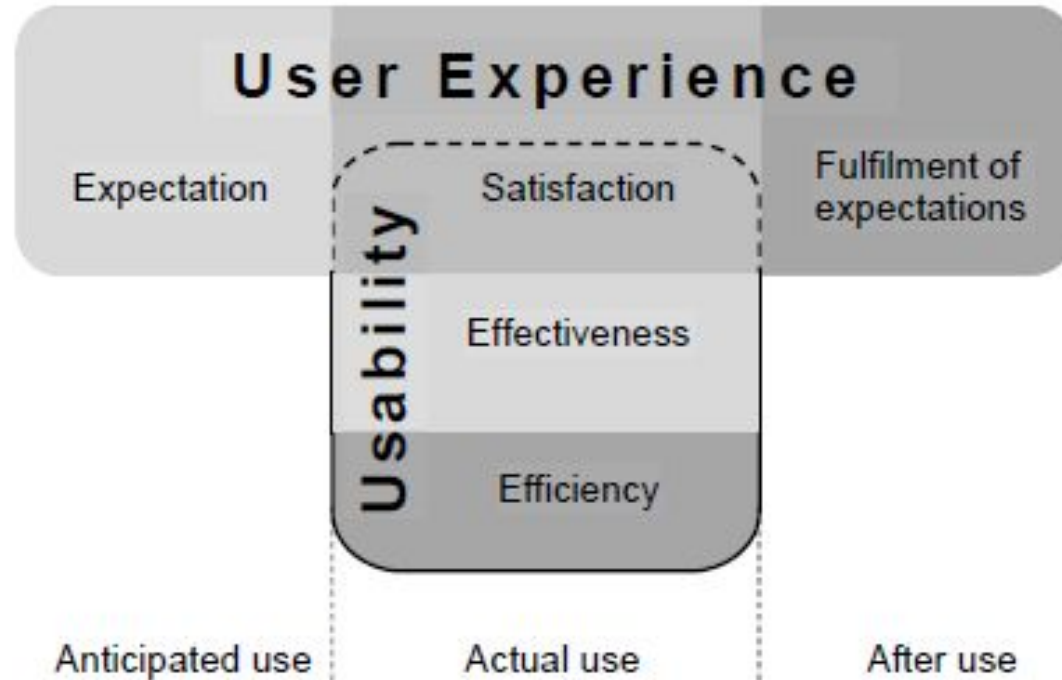 User Experience
Expectation
Satisfaction
Fulfilment of
expectations
Usability
Effectiveness
Efficiency
Anticipated use
Actual use
After use